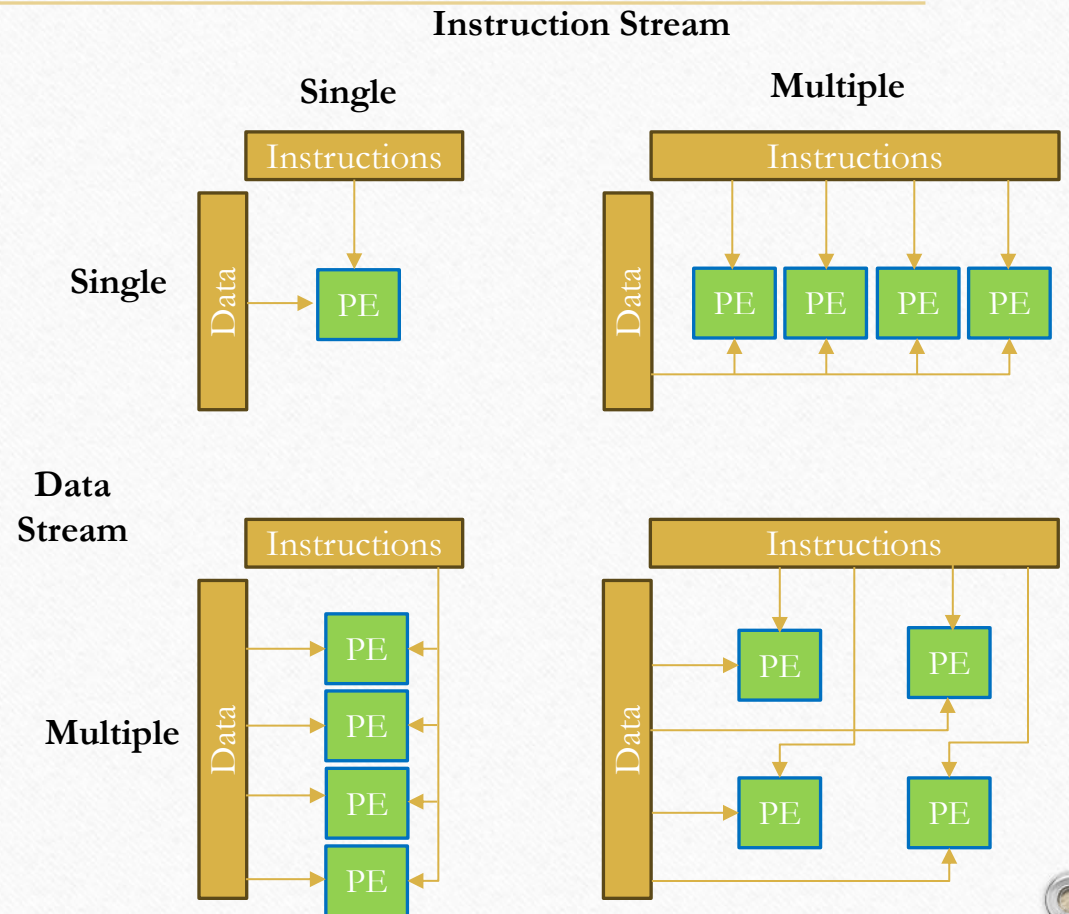 Instruction Stream
Single
Multiple
Instructions
Instructions
Single
Data
PE
Data
PE
PE
PE
PE
Data
Stream
Instructions
Instructions
Multiple
Data
PE
PE
PE
PE
Data
PE
PE
PE
PE